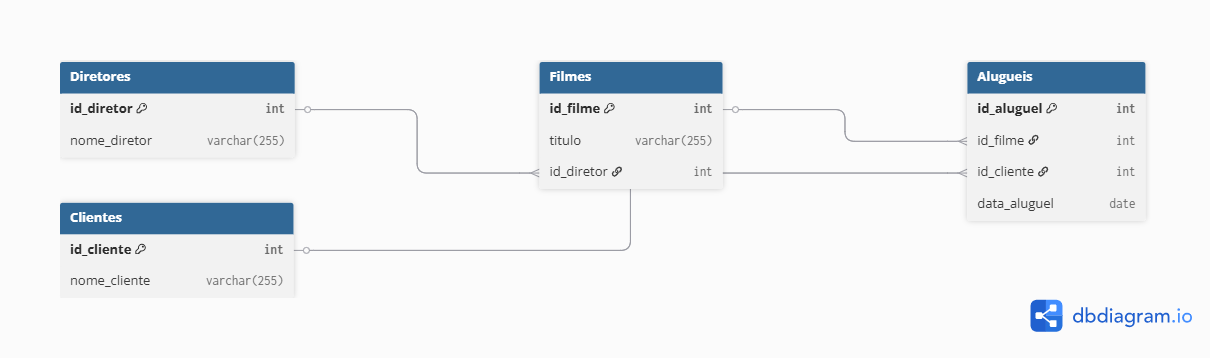 Diretores
id_diretor int
nome_diretor varchar(255)
Clientes
id_cliente int
nome_cliente varchar(255)
Filmes
id_filme int
titulo varchar(255)
id_diretor int
Alugueis
id_aluguel int
id_filme int
id_cliente int
data_aluguel date
dbdiagram.io